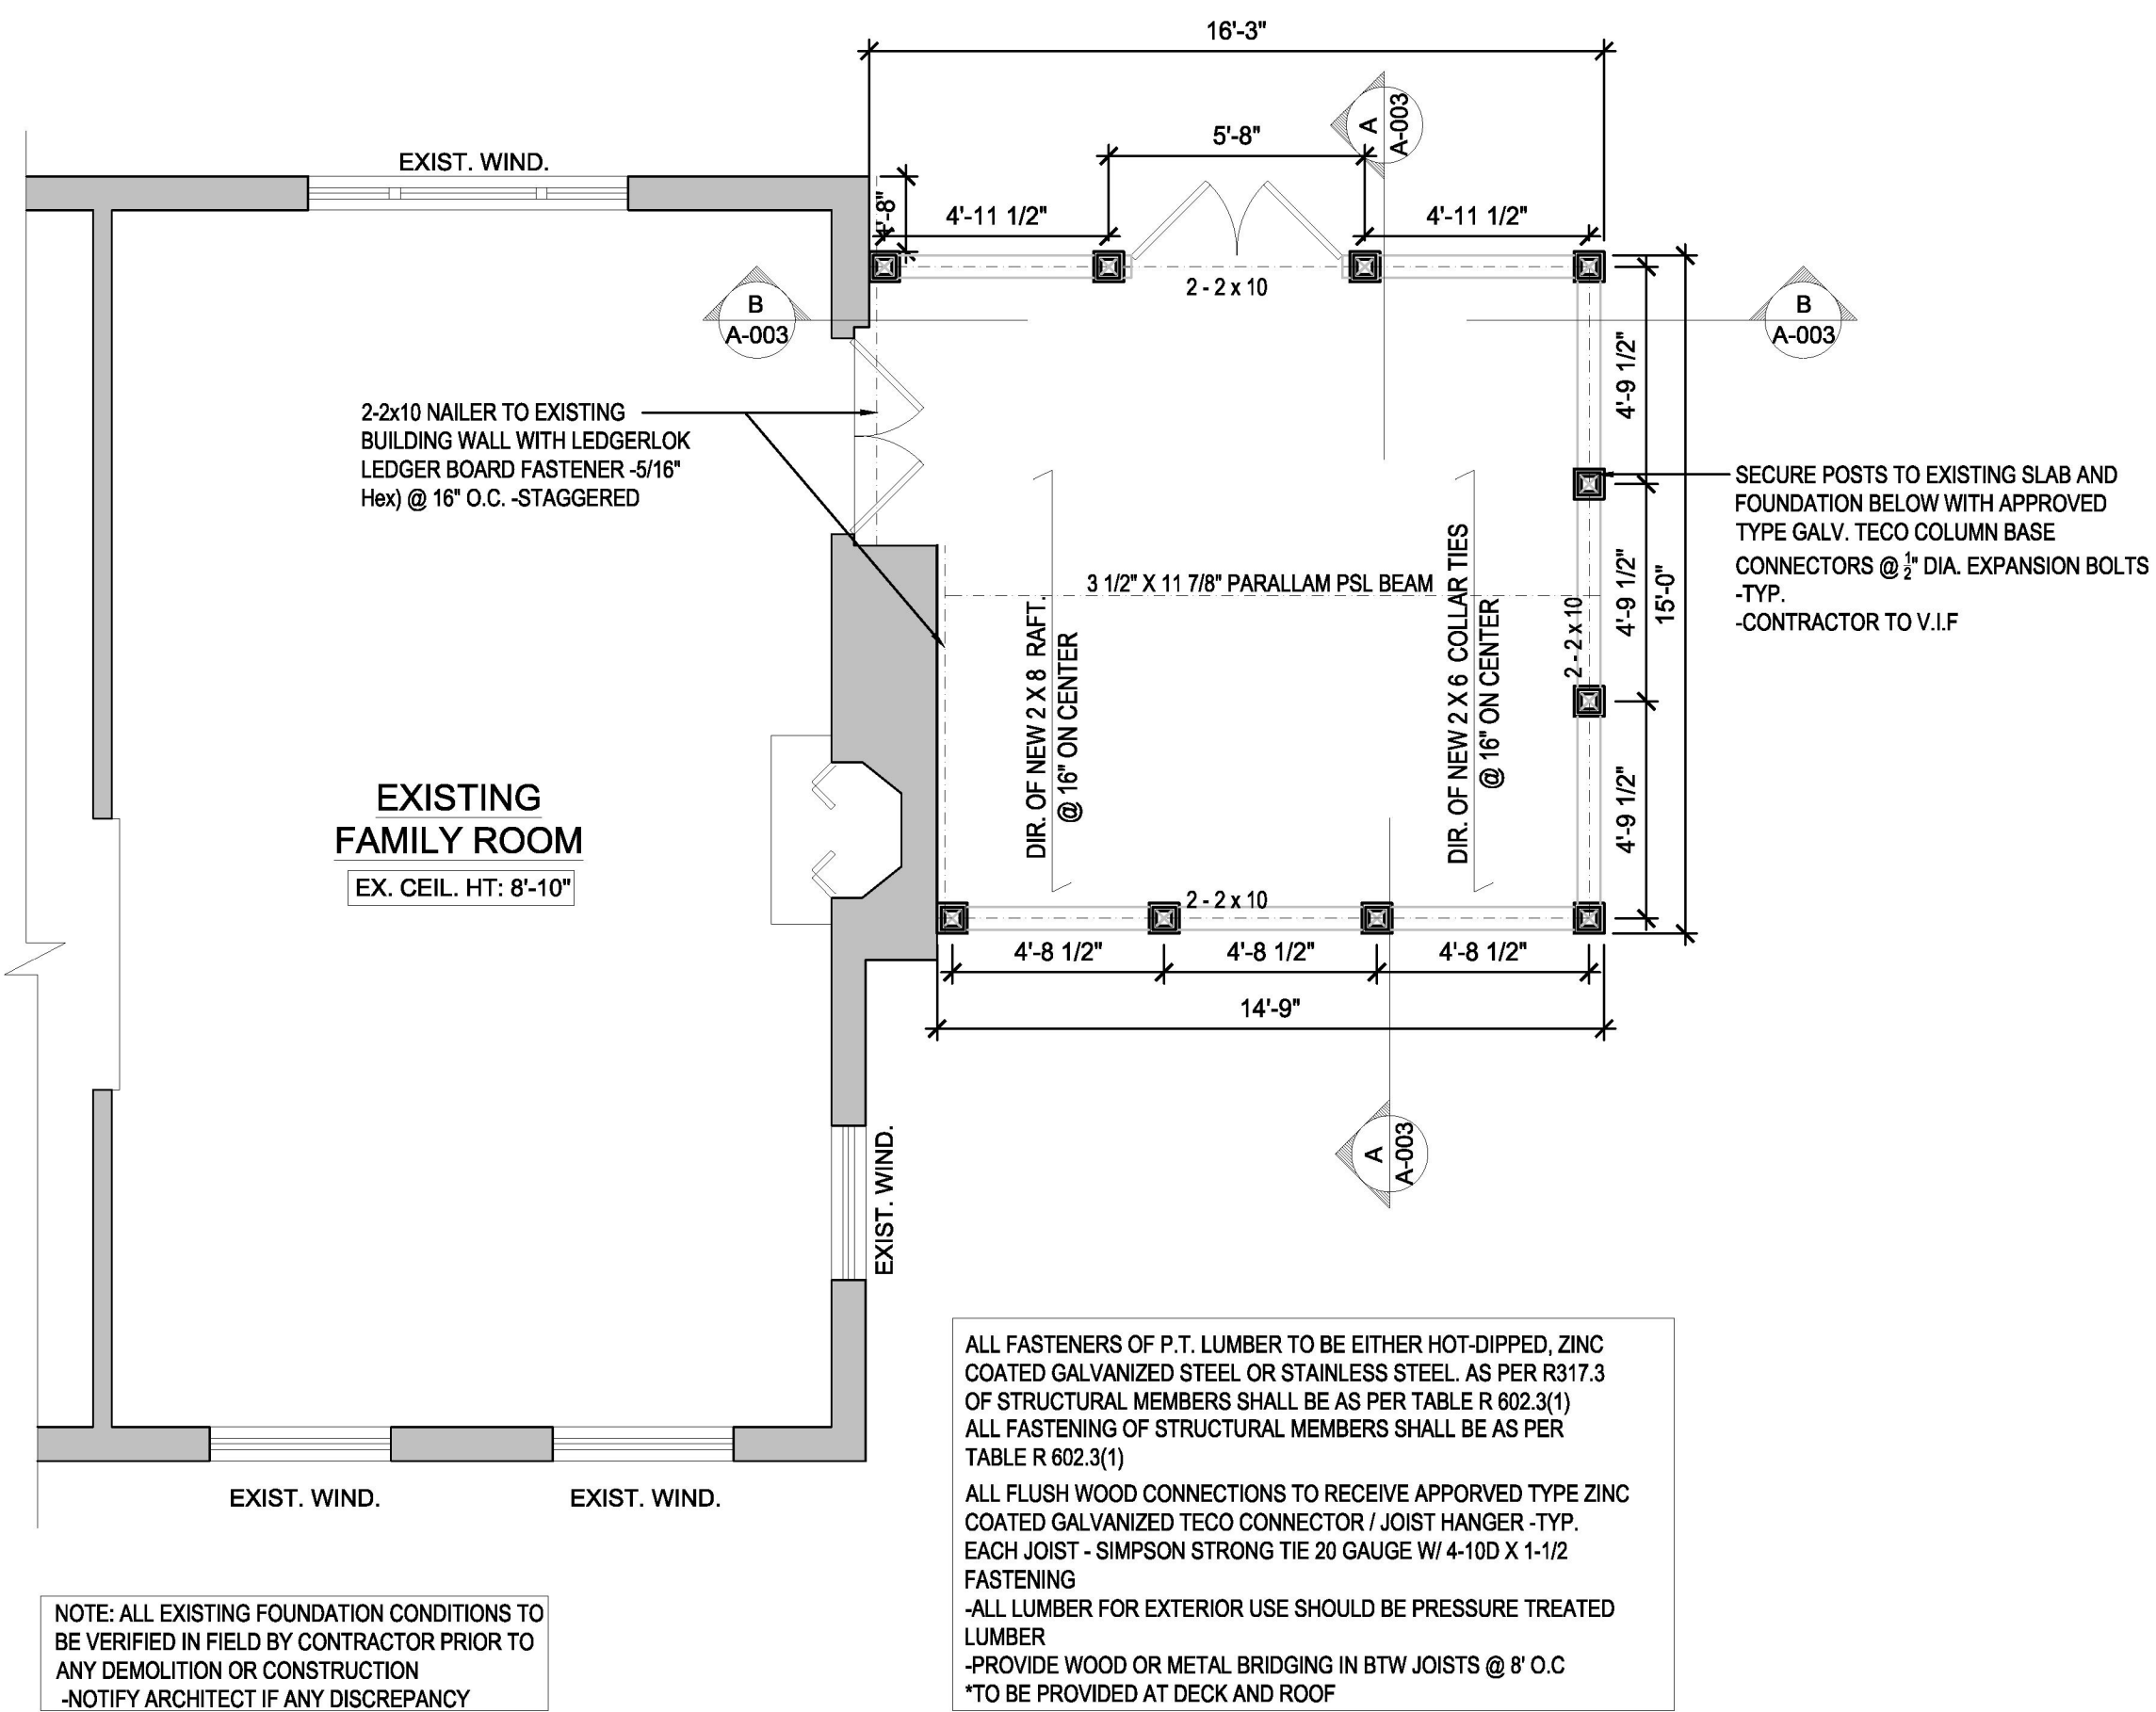 16'-3"
5'-8"
A
A-003
EXIST. WIND.
4'-11 1/2"
4'-11 1/2"
2 - 2 x 10
B
A-003
B
A-003
4'-9 1/2"
2-2x10 NAILER TO EXISTING
BUILDING WALL WITH LEDGERLOK
LEDGER BOARD FASTENER -5/16"
Hex) @ 16" O.C. -STAGGERED
SECURE POSTS TO EXISTING SLAB AND
FOUNDATION BELOW WITH APPROVED
TYPE GALV. TECO COLUMN BASE
CONNECTORS @ ½" DIA. EXPANSION BOLTS
-TYP.
-CONTRACTOR TO V.I.F
3 1/2" X 11 7/8" PARALLAM PSL BEAM
DIR. OF NEW 2 X 8 RAFT.
@ 16" ON CENTER
DIR. OF NEW 2 X 6 COLLAR TIES
@ 16" ON CENTER
2 - 2 x 10
4'-9 1/2"
15'-0"
4'-9 1/2"
EXISTING
FAMILY ROOM
EX. CEIL. HT: 8'-10"
2 - 2 x 10
4'-8 1/2"
4'-8 1/2"
4'-8 1/2"
14'-9"
A
A-003
EXIST. WIND.
EXIST. WIND.
EXIST. WIND.
ALL FASTENERS OF P.T. LUMBER TO BE EITHER HOT-DIPPED, ZINC
COATED GALVANIZED STEEL OR STAINLESS STEEL. AS PER R317.3
OF STRUCTURAL MEMBERS SHALL BE AS PER TABLE R 602.3(1)
ALL FASTENING OF STRUCTURAL MEMBERS SHALL BE AS PER
TABLE R 602.3(1)
ALL FLUSH WOOD CONNECTIONS TO RECEIVE APPORVED TYPE ZINC
COATED GALVANIZED TECO CONNECTOR / JOIST HANGER -TYP.
EACH JOIST - SIMPSON STRONG TIE 20 GAUGE W/ 4-10D X 1-1/2
FASTENING
-ALL LUMBER FOR EXTERIOR USE SHOULD BE PRESSURE TREATED
LUMBER
-PROVIDE WOOD OR METAL BRIDGING IN BTW JOISTS @ 8' O.C
*TO BE PROVIDED AT DECK AND ROOF
NOTE: ALL EXISTING FOUNDATION CONDITIONS TO
BE VERIFIED IN FIELD BY CONTRACTOR PRIOR TO
ANY DEMOLITION OR CONSTRUCTION
-NOTIFY ARCHITECT IF ANY DISCREPANCY